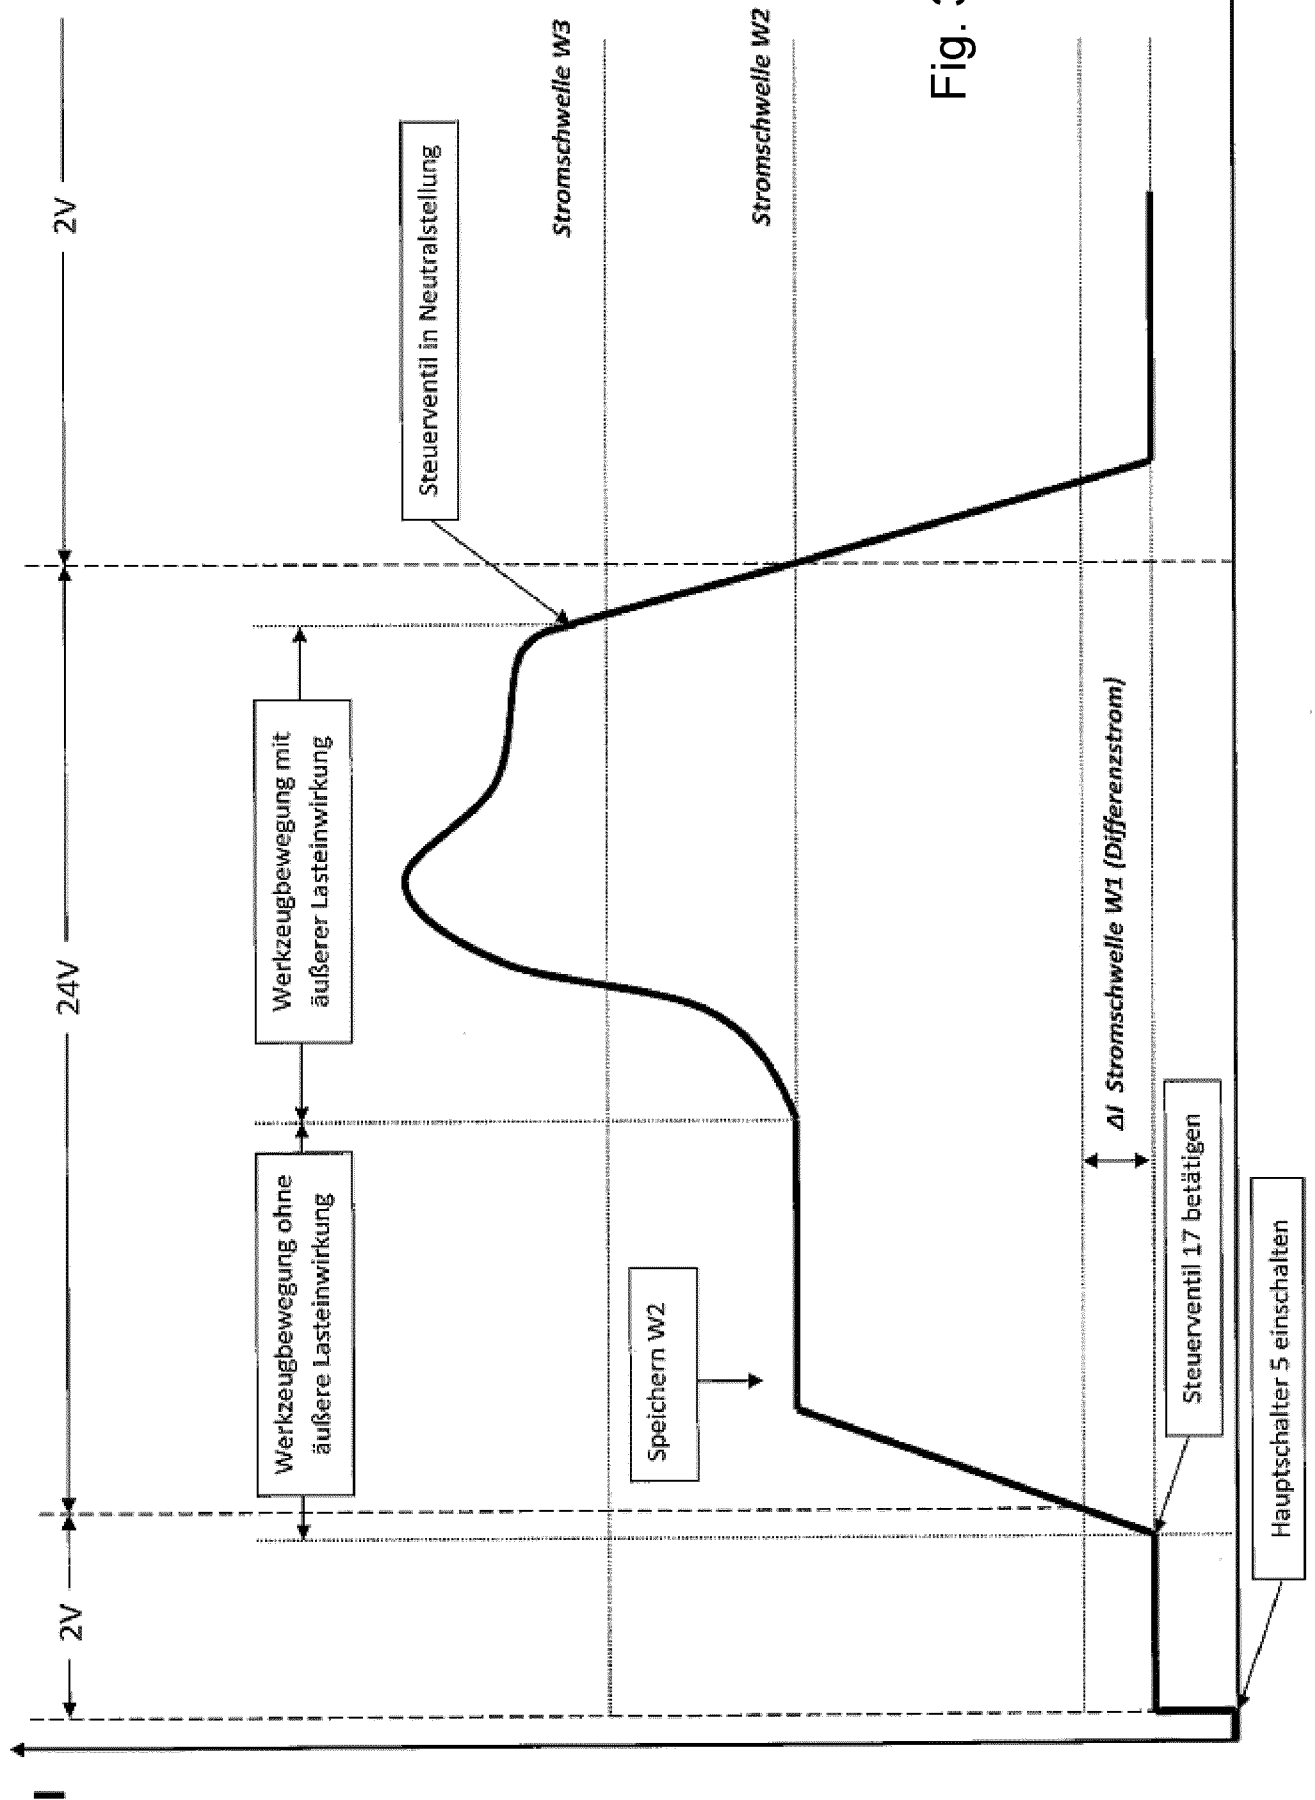 I
2V
24V
2V
Werkzeugbewegung ohne
äußere Lasteinwirkung
Werkzeugbewegung mit
äußerer Lasteinwirkung
Steuerventil in Neutralstellung
Stromschwelle W3
Speichern W2
Stromschwelle W2
Fig.
ΔI Stromschwelle W1 (Differenzstrom)
Steuerventil 17 betätigen
Hauptschalter 5 einschalten